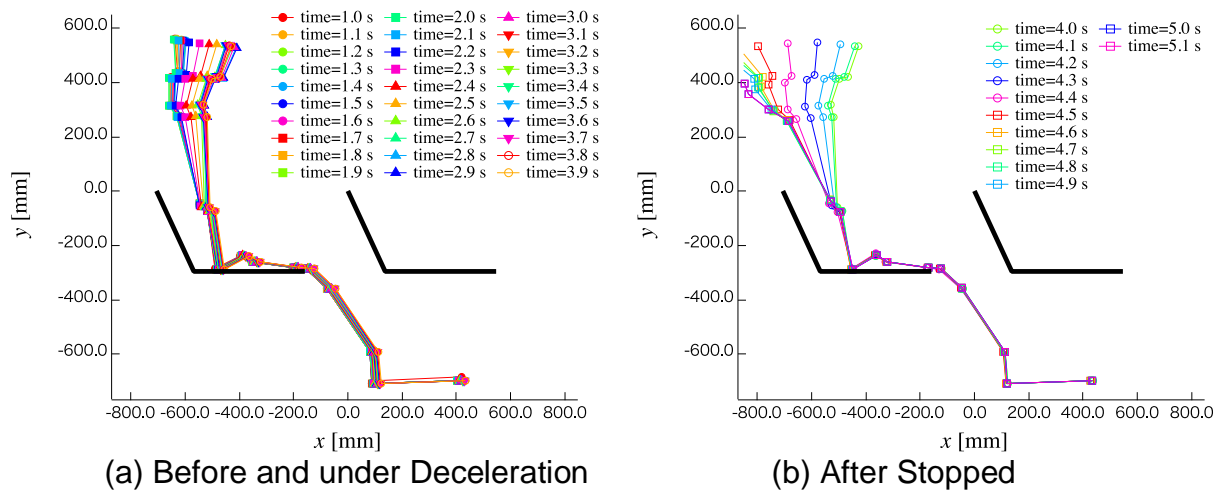 600.0
400.0
200.0
0.0
-200.0
-400.0
-600.0
y [mm]
-800.0 -600.0 -400.0 -200.0 0.0 200.0 400.0 600.0 800.0
x [mm]
time=1.0 s time=2.0 s time=3.0 s
time=1.1 s time=2.1 s time=3.1 s
time=1.2 s time=2.2 s time=3.2 s
time=1.3 s time=2.3 s time=3.3 s
time=1.4 s time=2.4 s time=3.4 s
time=1.5 s time=2.5 s time=3.5 s
time=1.6 s time=2.6 s time=3.6 s
time=1.7 s time=2.7 s time=3.7 s
time=1.8 s time=2.8 s time=3.8 s
time=1.9 s time=2.9 s time=3.9 s
(a) Before and under Deceleration
600.0
400.0
200.0
0.0
-200.0
-400.0
-600.0
y [mm]
-800.0 -600.0 -400.0 -200.0 0.0 200.0 400.0 600.0 800.0
x [mm]
time=4.0 s time=5.0 s
time=4.1 s time=5.1 s
time=4.2 s
time=4.3 s
time=4.4 s
time=4.5 s
time=4.6 s
time=4.7 s
time=4.8 s
time=4.9 s
(b) After Stopped